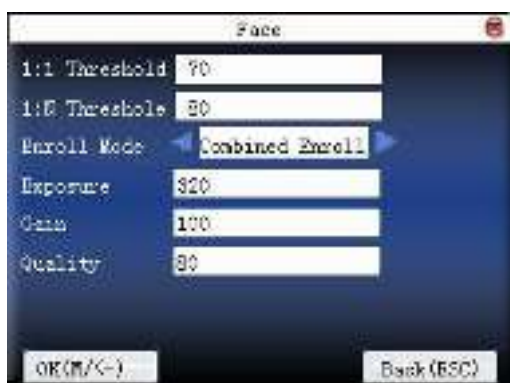 Face
1:1 Threshold 70
1:N Threshole 80
Enroll Mode Combined Enroll
Exposure 320
Gain 100
Quality 80
OK(M/<-) Back(ESC)